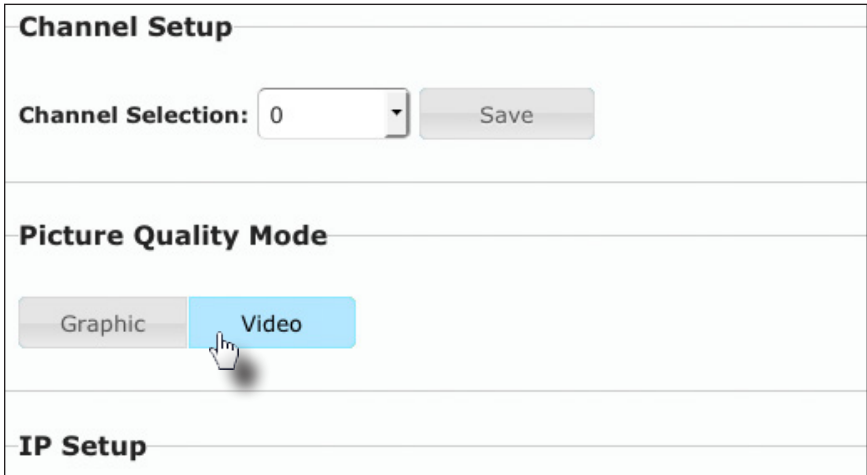 Channel Setup
Channel Selection: 0 Save
Picture Quality Mode
Graphic Video
IP Setup